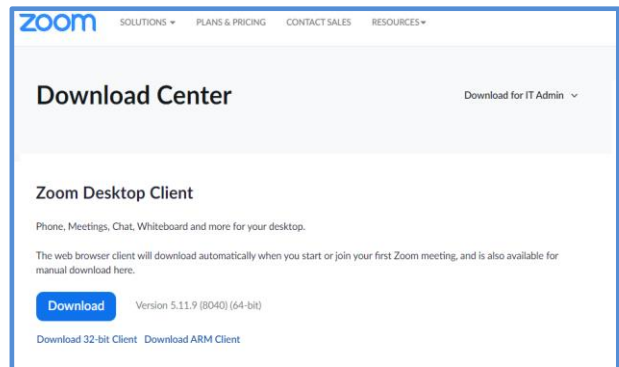 zoom SOLUTIONS PLANS & PRICING CONTACT SALES RESOURCES
Download Center
Download for IT Admin
Zoom Desktop Client
Phone, Meetings, Chat, Whiteboard and more for your desktop.
The web browser client will download automatically when you start or join your first Zoom meeting, and is also available for
manual download here.
Download Version 5.11.9 (8040) (64-bit)
Download 32-bit Client Download ARM Client